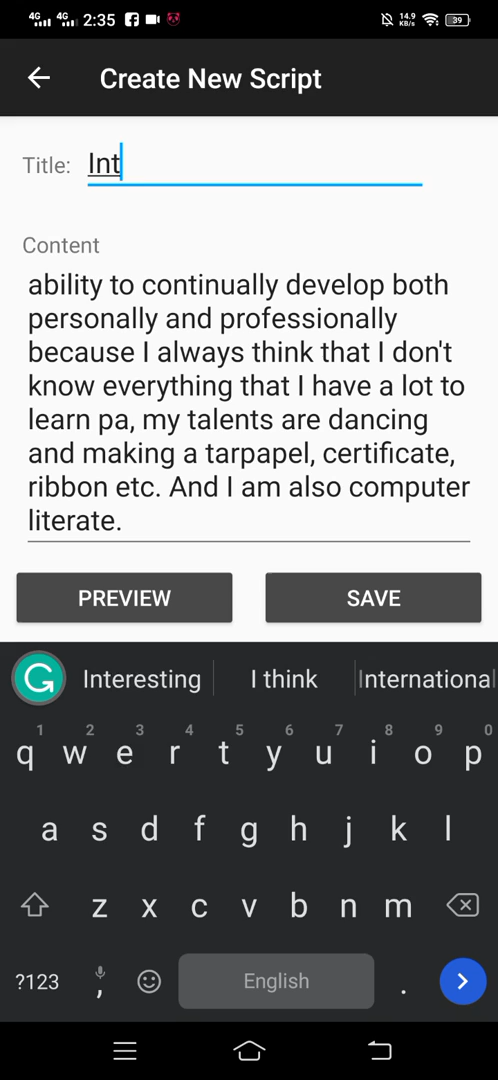 4G 4G 2:35 14.9 KB/s 39
Create New Script
Title: Int
Content
ability to continually develop both
personally and professionally
because I always think that I don't
know everything that I have a lot to
learn pa, my talents are dancing
and making a tarpapel, certificate,
ribbon etc. And I am also computer
literate.
PREVIEW SAVE
Interesting I think Internationa
1 2 3 4 5 6 7 8 9 0
q w e r t y u i o p
a s d f g h j k l
z x c v b n m
?123 , English .